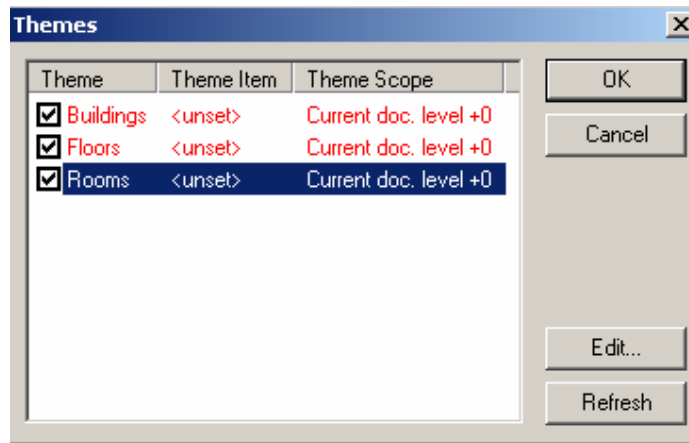 Themes
Theme Theme Item Theme Scope
Buildings <unset> Current doc. level +0
Floors <unset> Current doc. level +0
Rooms <unset> Current doc. level +0
OK
Cancel
Edit...
Refresh